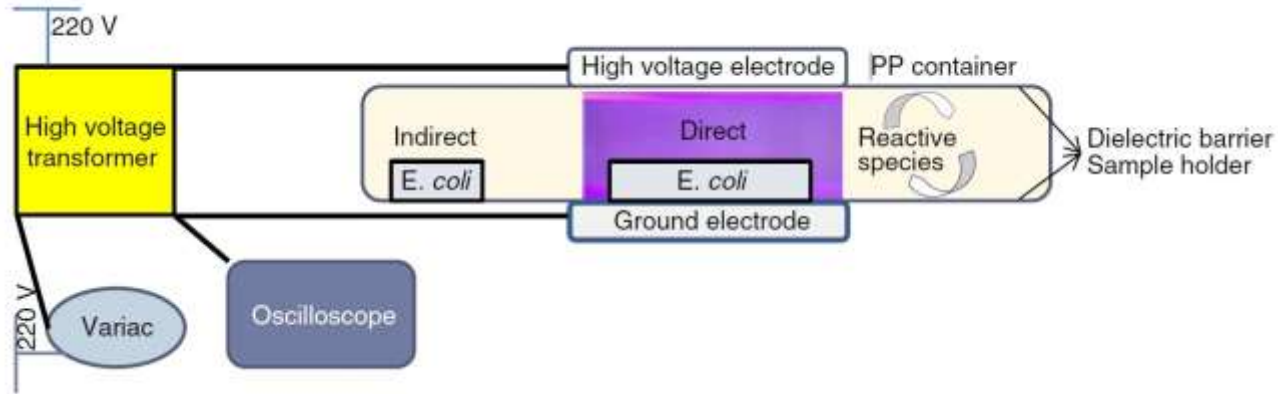 220 V
High voltage electrode
PP container
High voltage
transformer
Indirect
Direct
Reactive
species
Dielectric barrier
Sample holder
E. coli
E. coli
Ground electrode
220 V
Variac
Oscilloscope